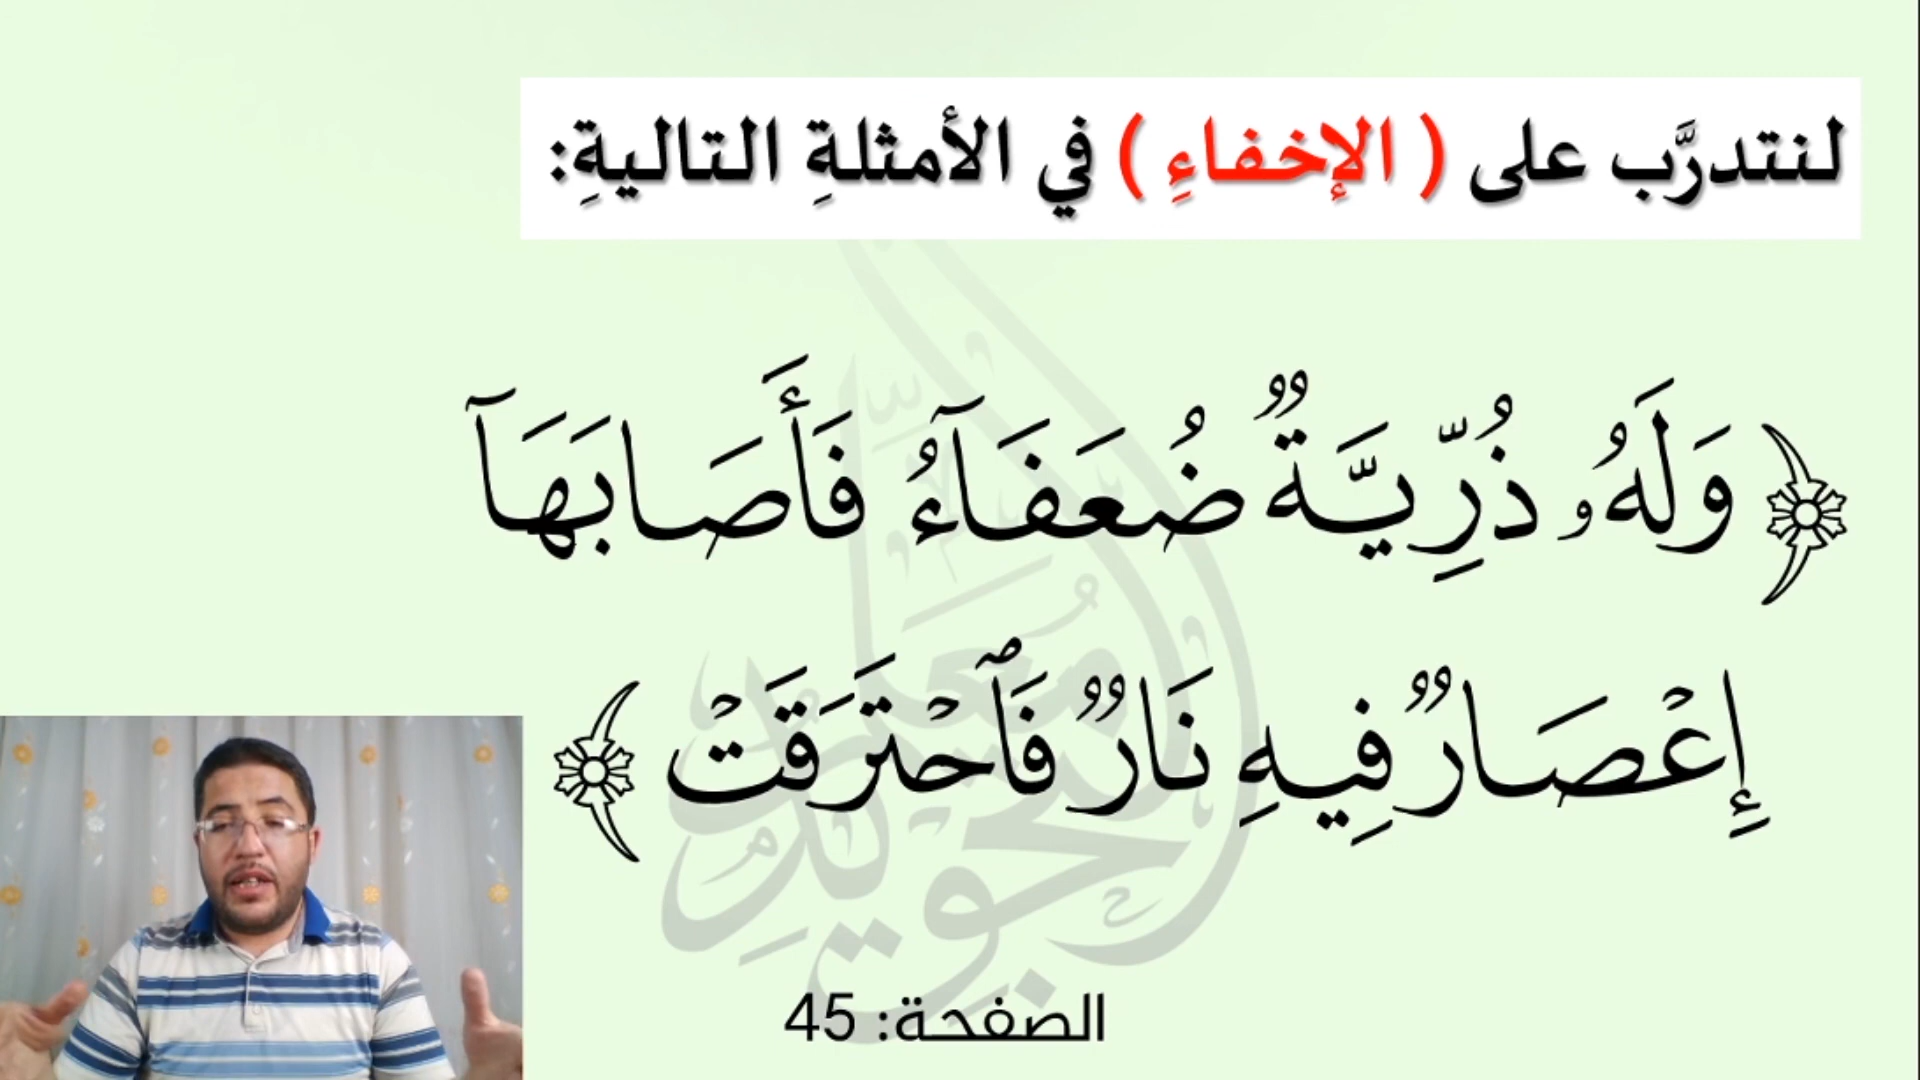 لنتدرَّب على ( الإخفاءِ ) في الأمثلةِ التاليةِ:
﴿ وَلَهُۥ ذُرِّيَّةٌ ضُعَفَآءُ فَأَصَابَهَآ
إِعْصَارٌ فِيهِ نَارٌ فَٱحْتَرَقَتْ ﴾
الصفحة: 45